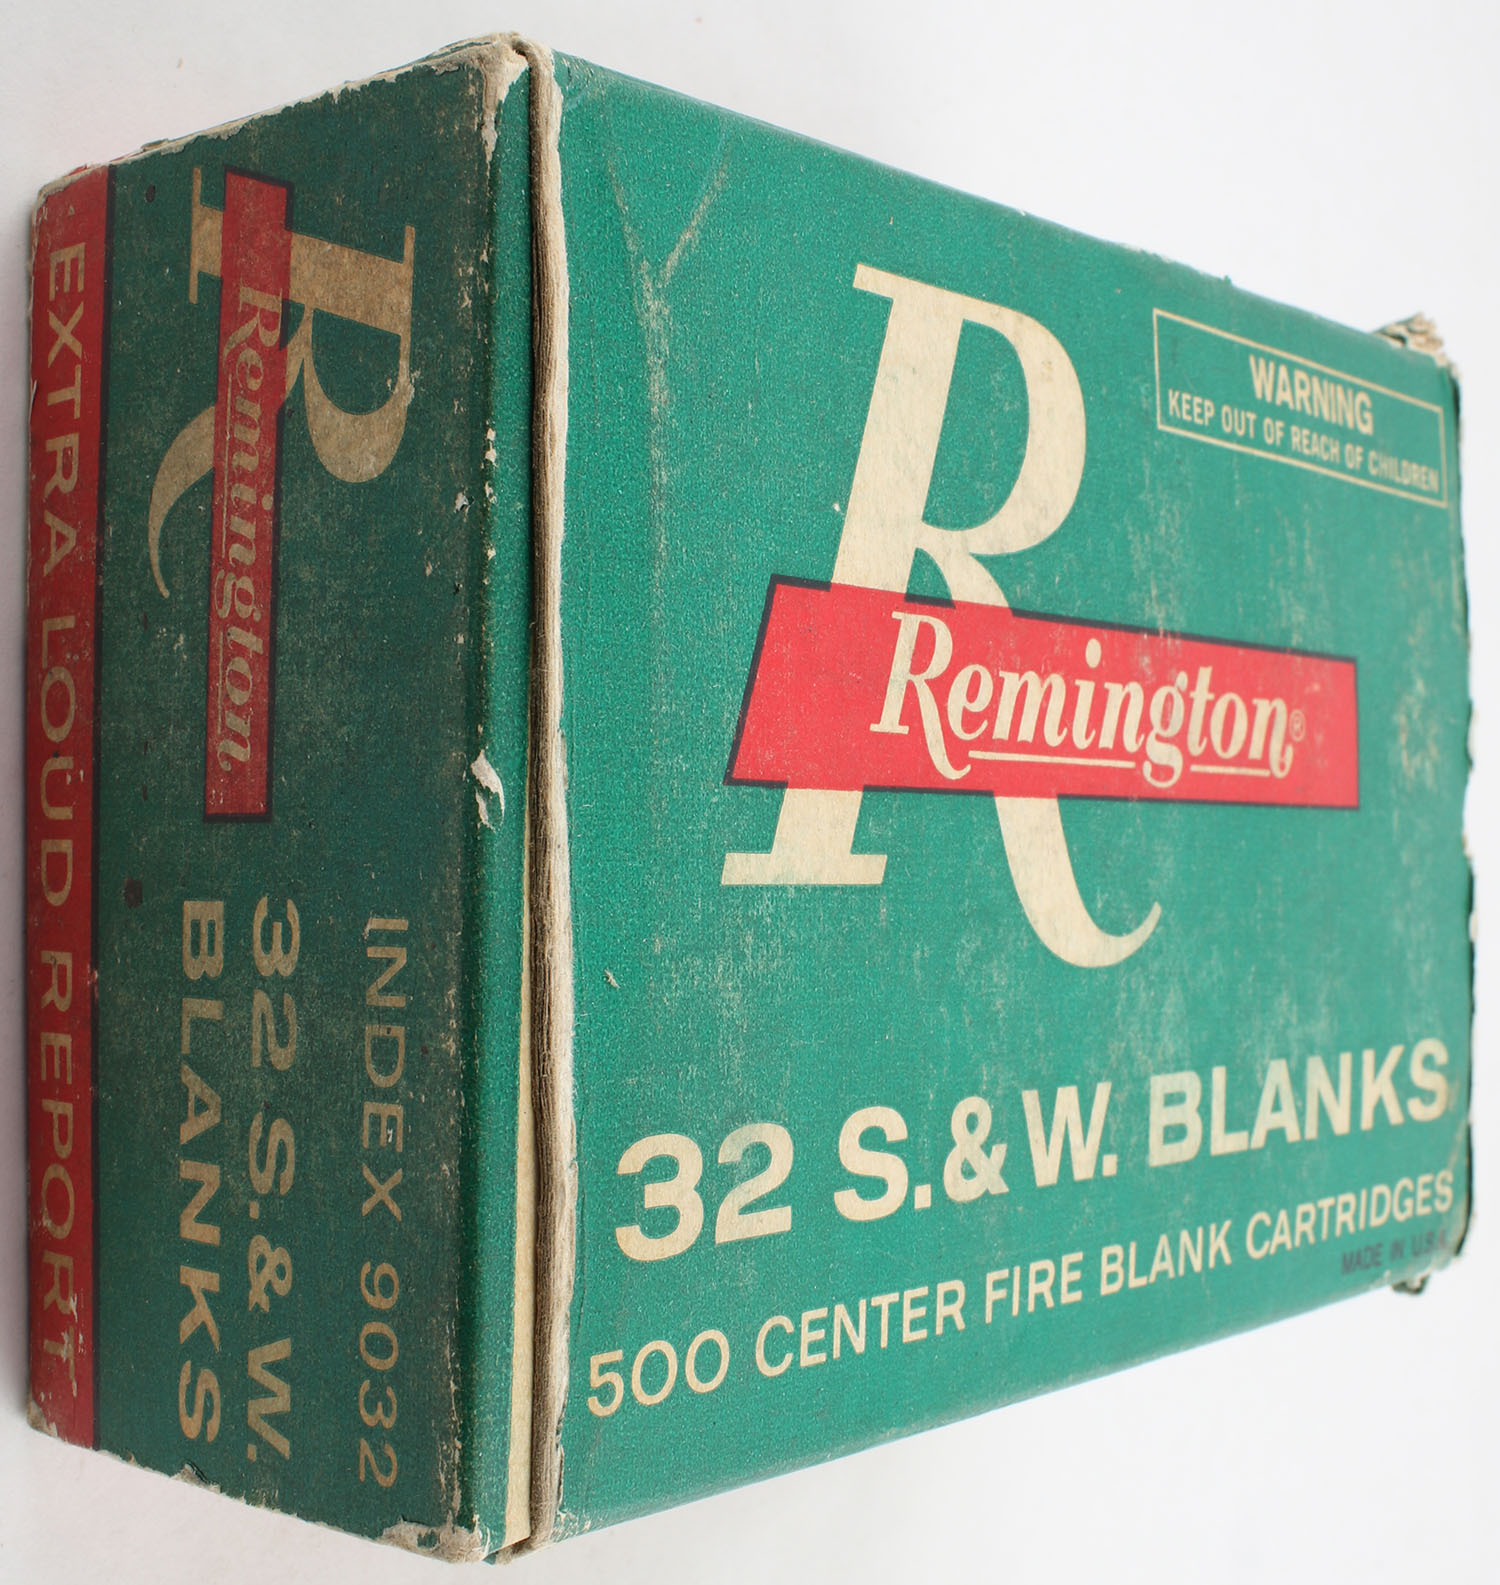 WARNING
KEEP OUT OF REACH OF CHILDREN
R
Remington®
32 S.&W. BLANKS
500 CENTER FIRE BLANK CARTRIDGES
MADE IN U.S.A.
R
Remington
INDEX 9032
32 S.&W.
BLANKS
EXTRA LOUD REPORT